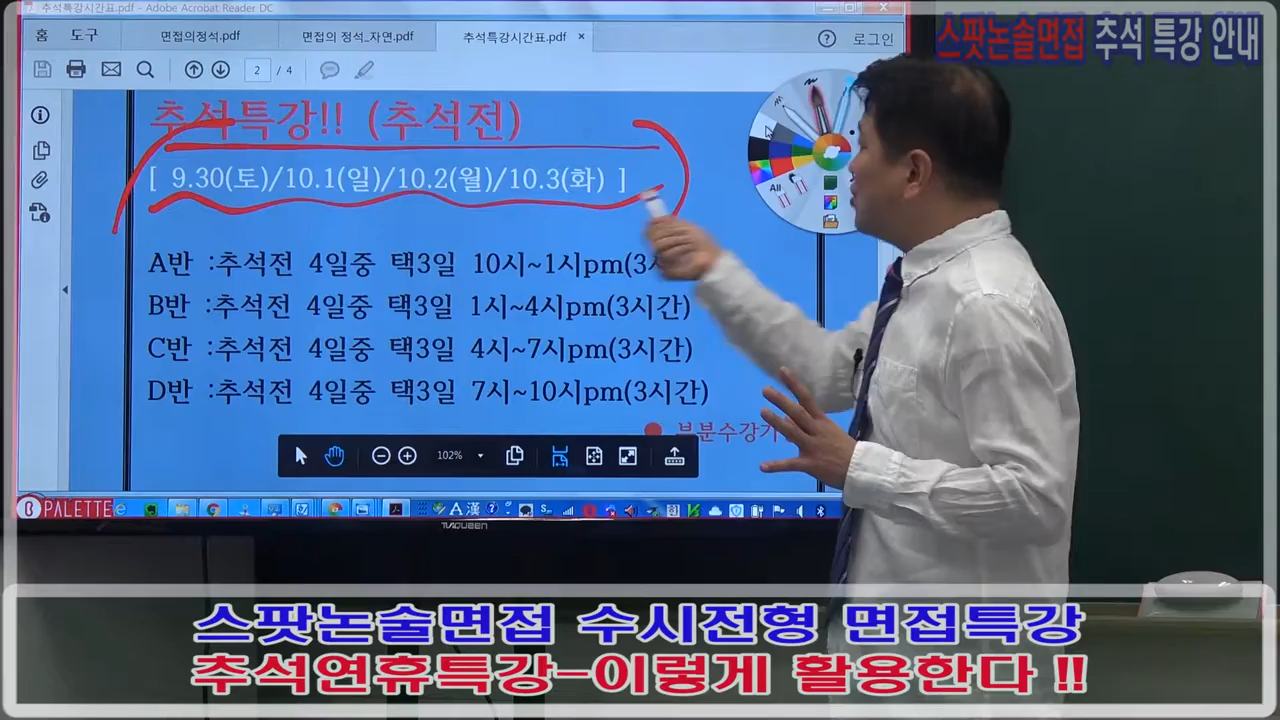 추석특강시간표.pdf - Adobe Acrobat Reader DC
스팟논술면접 추석 특강 안내
홈 도구 면접의정석.pdf 면접의 정석_자연.pdf 추석특강시간표.pdf × 로그인
2 / 4
추석특강!! (추석전)
[ 9.30(토)/10.1(일)/10.2(월)/10.3(화) ]
All
A반 :추석전 4일중 택3일 10시~1시pm(3시
B반 :추석전 4일중 택3일 1시~4시pm(3시간)
C반 :추석전 4일중 택3일 4시~7시pm(3시간)
D반 :추석전 4일중 택3일 7시~10시pm(3시간)
부분수강가
102%
PALETTE A 漢
스팟논술면접 수시전형 면접특강
추석연휴특강-이렇게 활용한다 !!